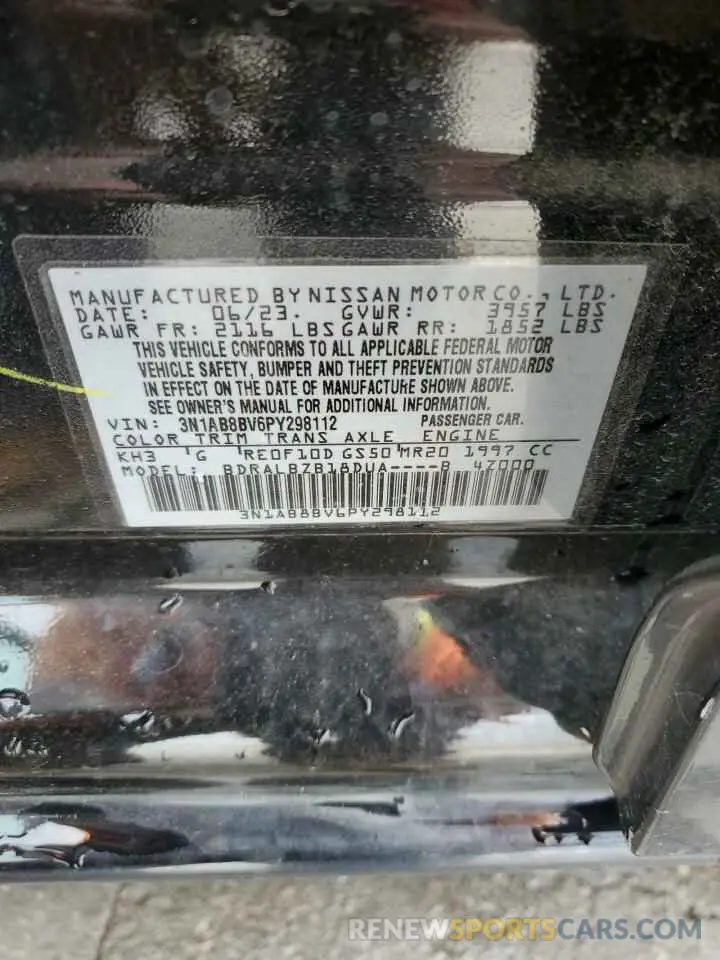 MANUFACTURED BY NISSAN MOTOR CO., LTD.
DATE: 06/23. GVWR: 3957 LBS
GAWR FR: 2116 LBS GAWR RR: 1852 LBS
THIS VEHICLE CONFORMS TO ALL APPLICABLE FEDERAL MOTOR
VEHICLE SAFETY, BUMPER AND THEFT PREVENTION STANDARDS
IN EFFECT ON THE DATE OF MANUFACTURE SHOWN ABOVE.
SEE OWNER'S MANUAL FOR ADDITIONAL INFORMATION.
VIN: 3N1AB8BV6PY298112 PASSENGER CAR.
COLOR TRIM TRANS AXLE ENGINE
KH3 'G 'RE0F10D GS50 MR20 1997 CC
MODEL: BDRALBZB18DUA----B 4Z000
3N1AB8BV6PY298112
RENEWSPORTSCARS.COM